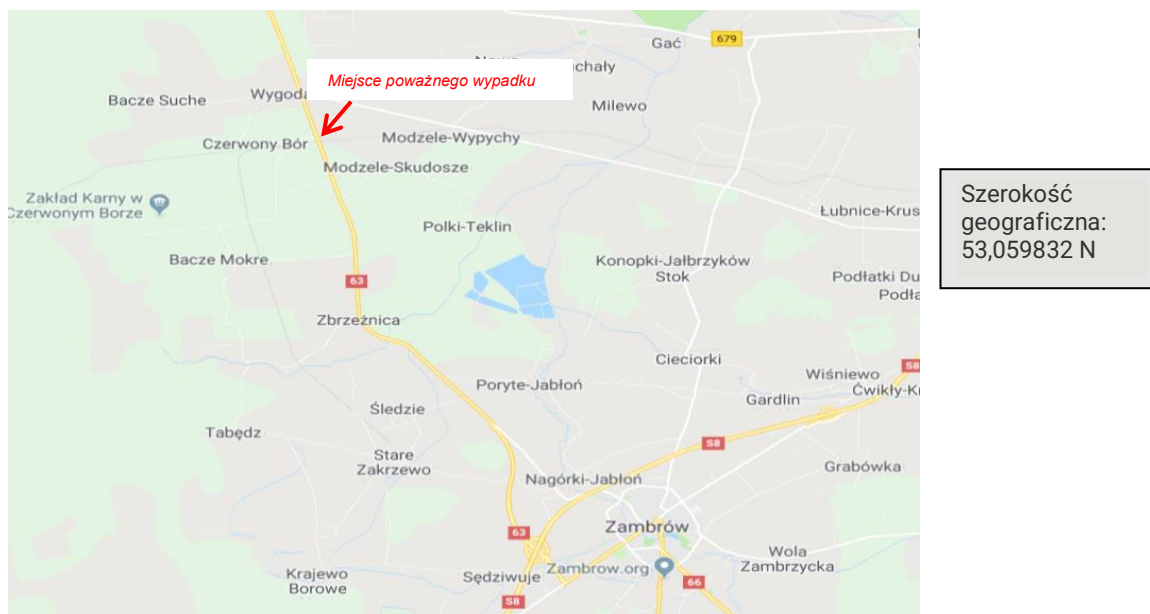 Gać
679
Miejsce poważnego wypadku
chały
Bacze Suche
Wygoda
Milewo
Czerwony Bór
Modzele-Wypychy
Modzele-Skudosze
Zakład Karny w
Czerwonym Borze
Łubnice-Krus
Polki-Teklin
Bacze Mokre
Konopki-Jałbrzyków
Stok
63
Podłatki Du
Podła
Zbrzeźnica
Cieciorki
S8
Wiśniewo
Poryte-Jabłoń
Ćwikły-K
Gardlin
Śledzie
Tabędz
S8
Stare
Zakrzewo
Grabówka
Nagórki-Jabłoń
63
Zambrów
Wola
Zambrzycka
Krajewo
Borowe
Sędziwuje
Zambrow.org
66
S8
Szerokość
geograficzna:
53,059832 N